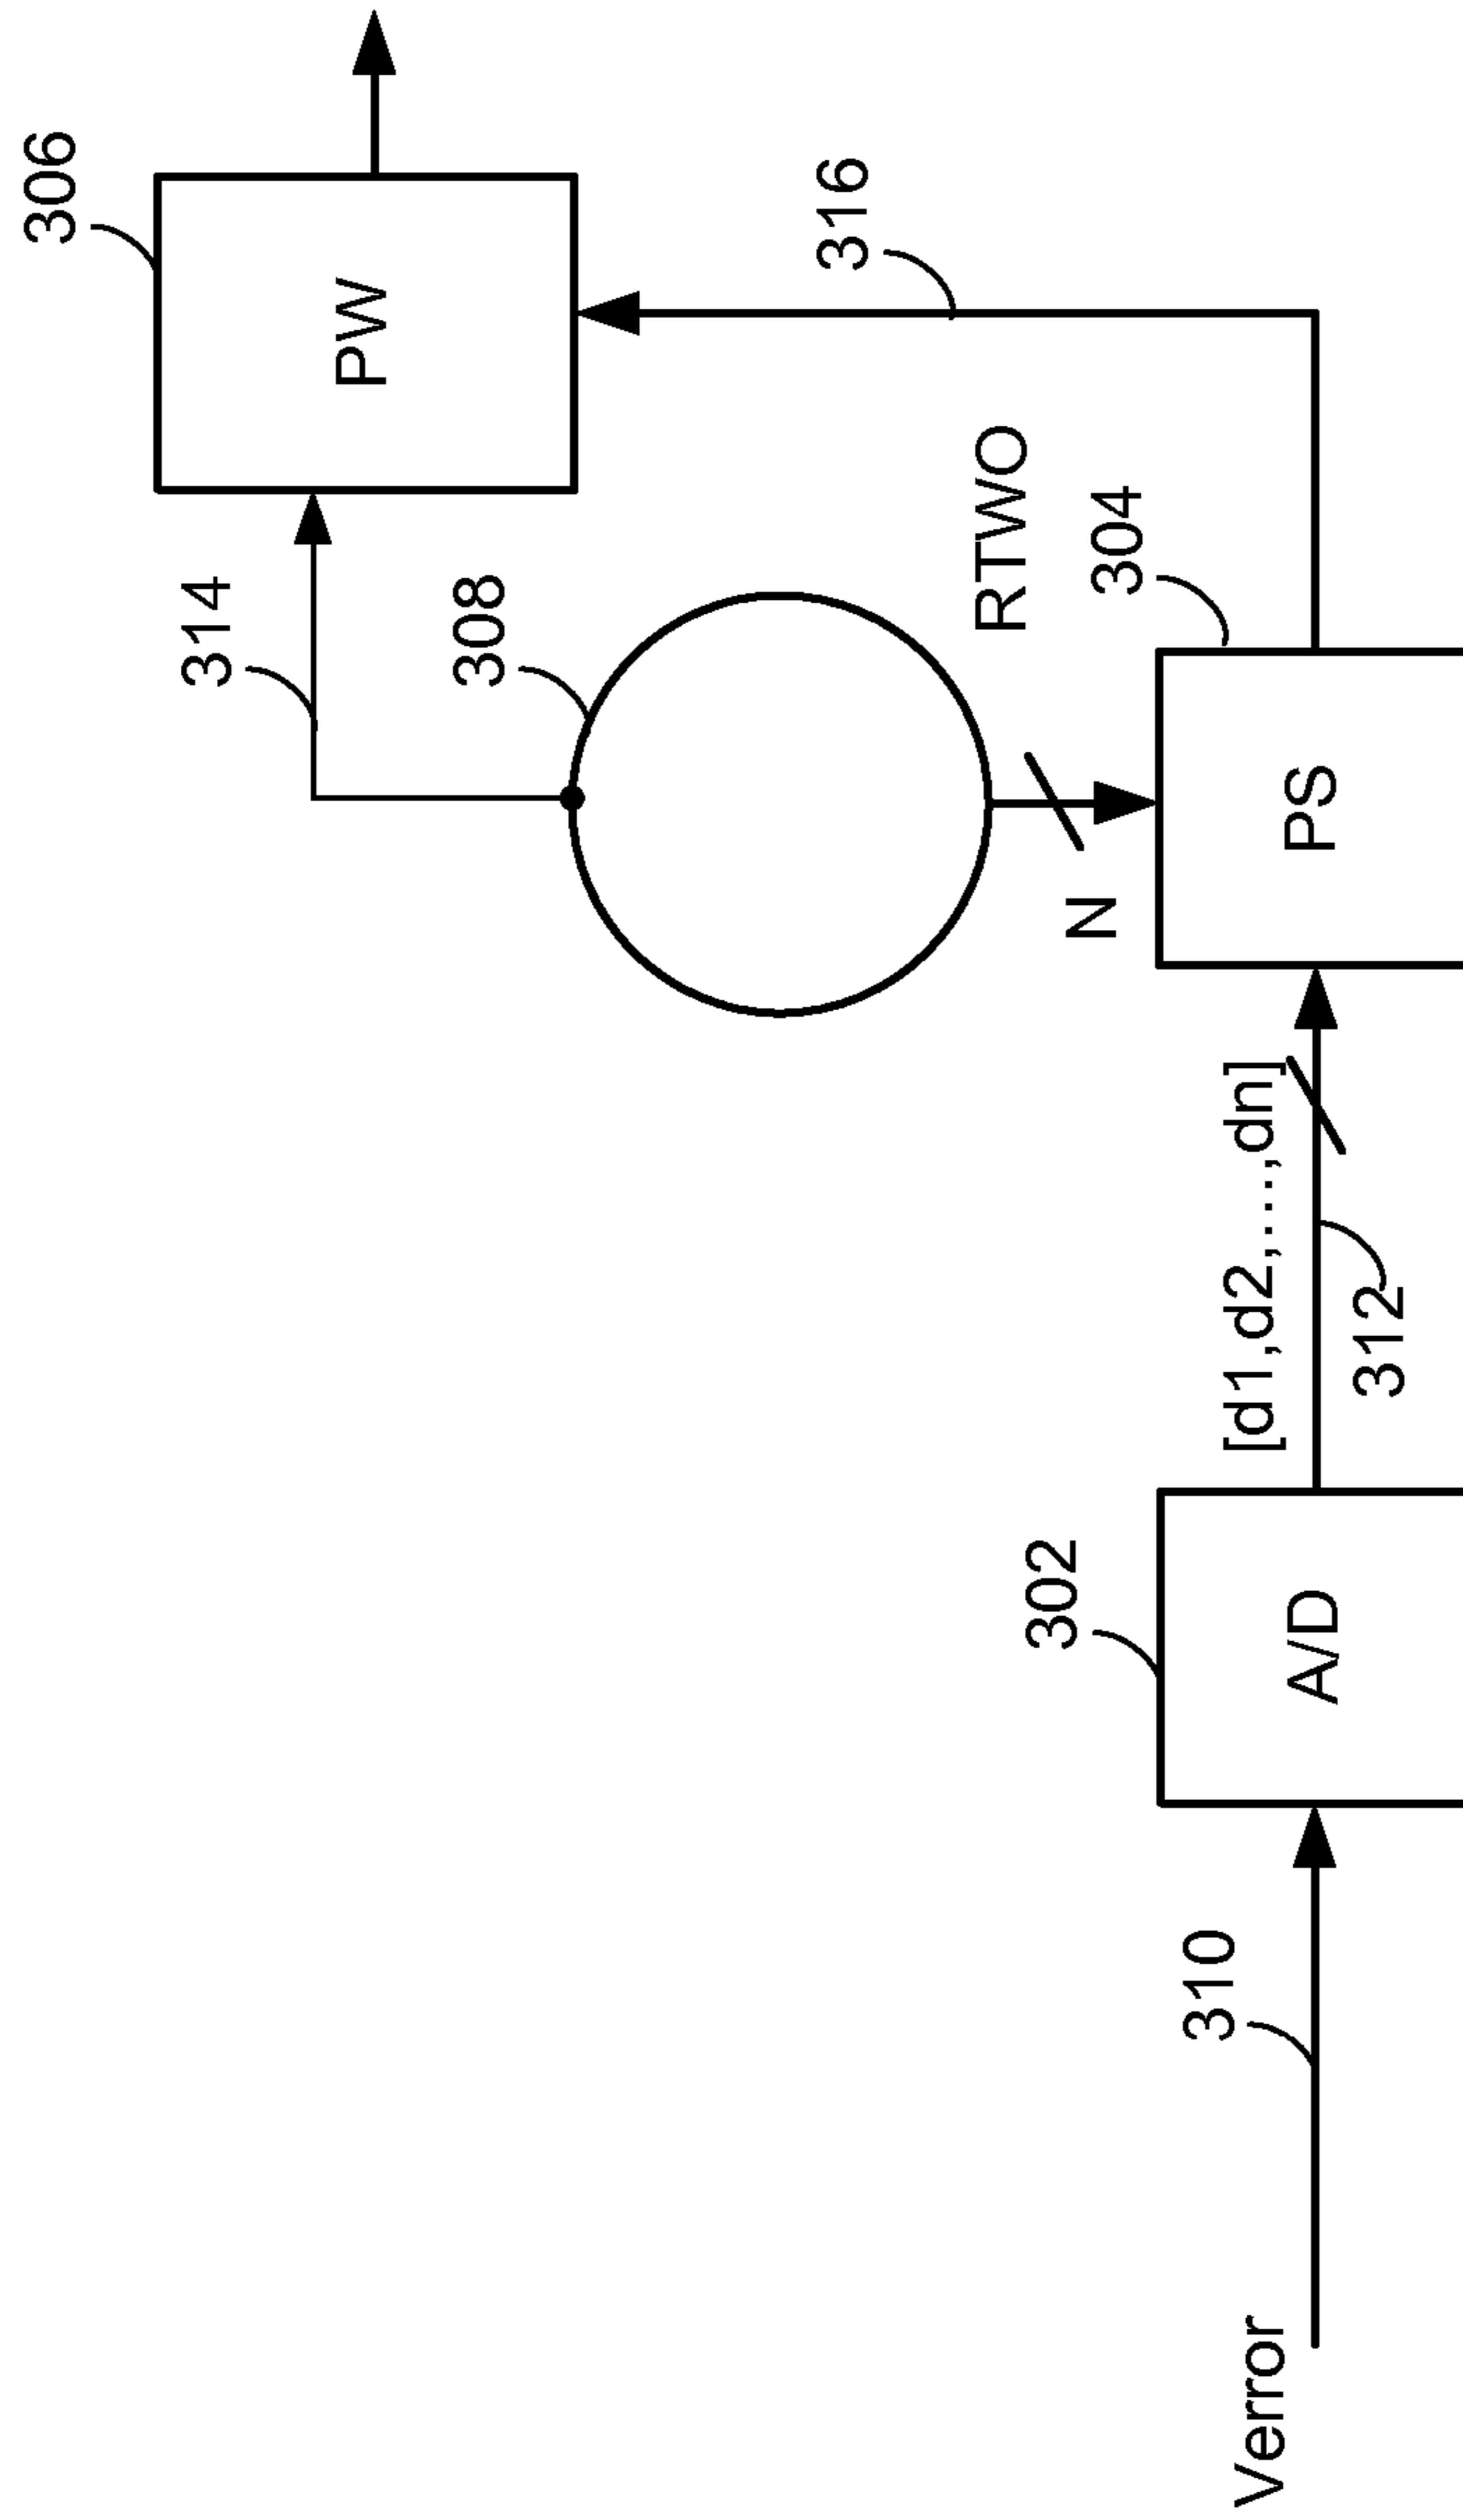 306
PW
314
316
308
RTWO
304
N
PS
[d1,d2,...,dn]
312
302
A/D
310
Verror